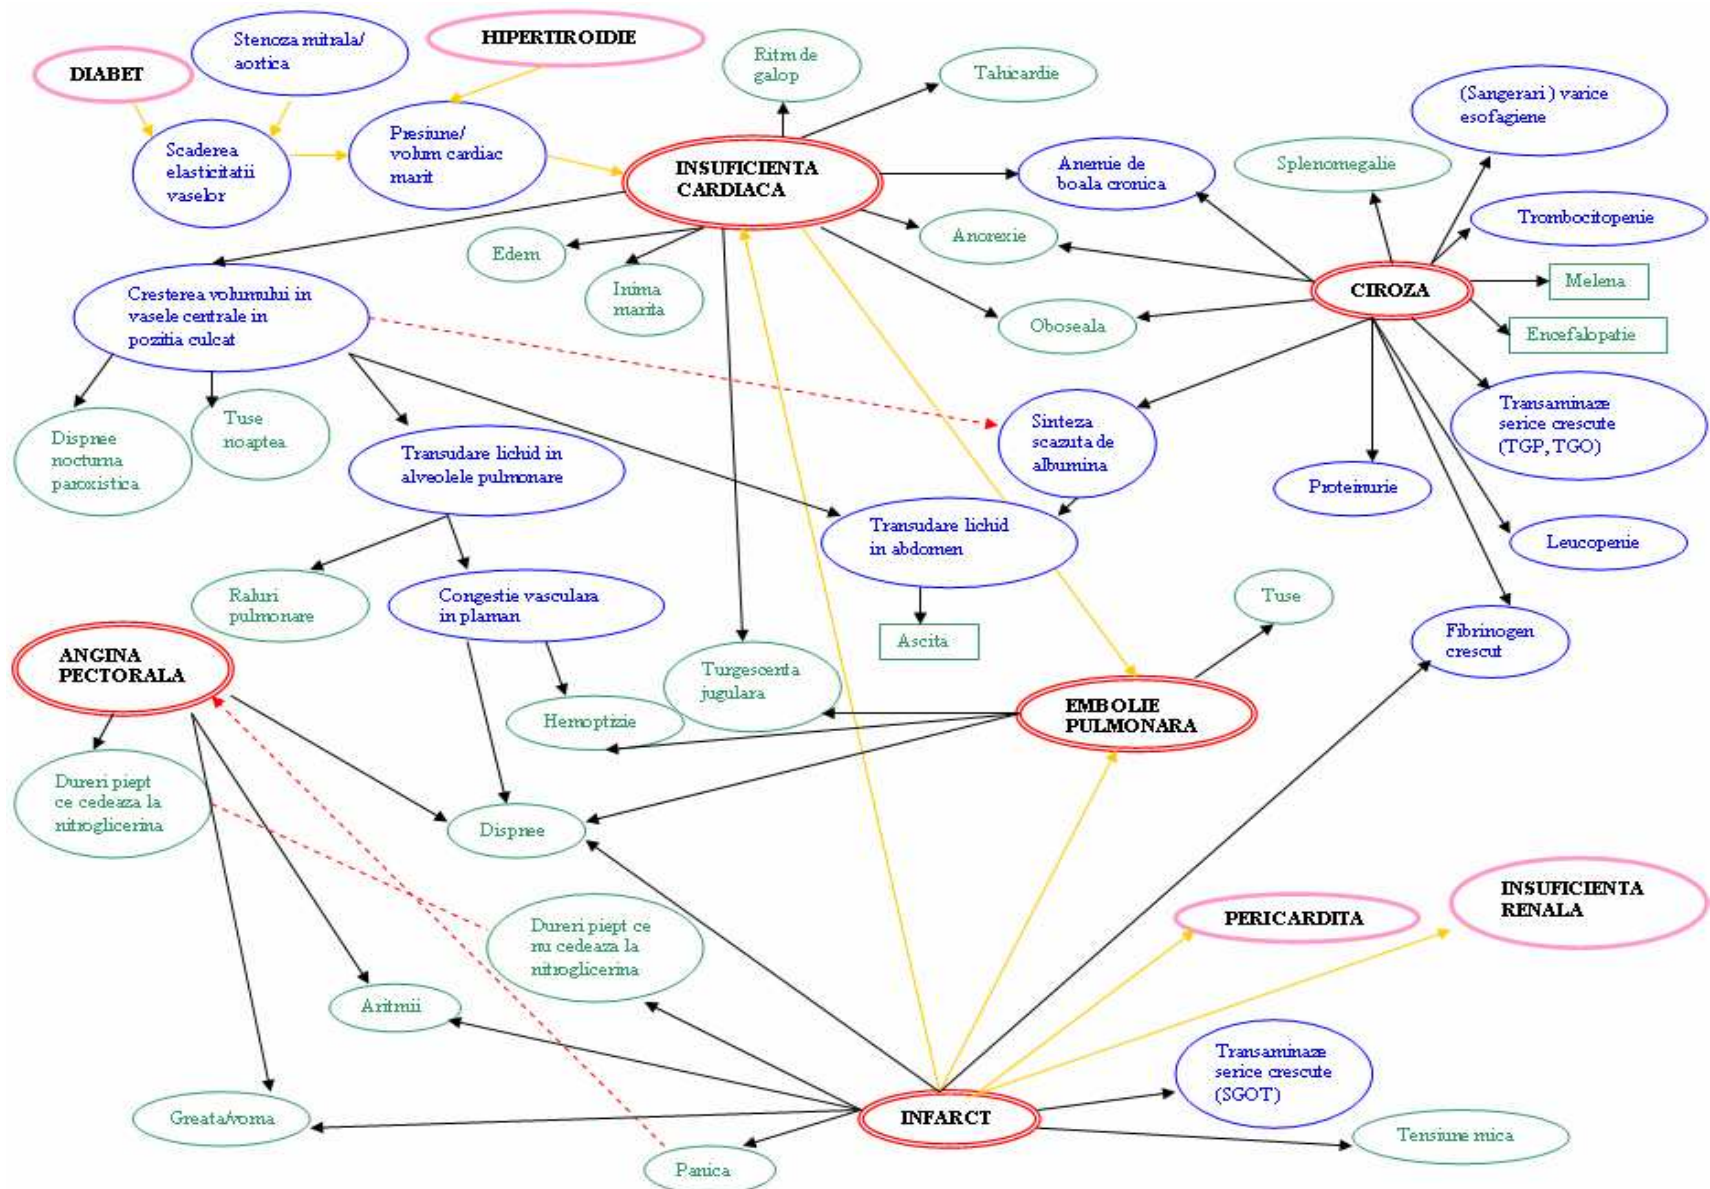 DIABET
Stenoza mitrala/
aortica
HIPERTIROIDIE
Ritm de
galop
Tahicardie
(Sangerari ) varice
esofagiene
Scaderea
elasticitatii
vaselor
Presiune/
volum cardiac
marit
INSUFICIENTA
CARDIACA
Anemie de
boala cronica
Splenomegalie
Trombocitopenie
Edem
Inima
marita
Anorexie
Oboseala
CIROZA
Melena
Encefalopatie
Cresterea volumului in
vasele centrale in
pozitia culcat
Dispnee
nocturna
paroxistica
Tuse
noaptea
Transudare lichid in
alveolele pulmonare
Sinteza
scazuta de
albumina
Transaminaze
serice crescute
(TGP, TGO)
Proteinurie
Leucopenie
Transudare lichid
in abdomen
Raluri
pulmonare
Congestie vasculara
in plaman
Ascita
Tuse
Fibrinogen
crescut
ANGINA
PECTORALA
Turgescenta
jugulara
Hemoptizie
EMBOLIE
PULMONARA
Dureri piept
ce cedeaza la
nitroglicerina
Dispnee
Dureri piept ce
nu cedeaza la
nitroglicerina
PERICARDITA
INSUFICIENTA
RENALA
Aritmii
Transaminaze
serice crescute
(SGOT)
Greata/voma
INFARCT
Tensiune mica
Panica